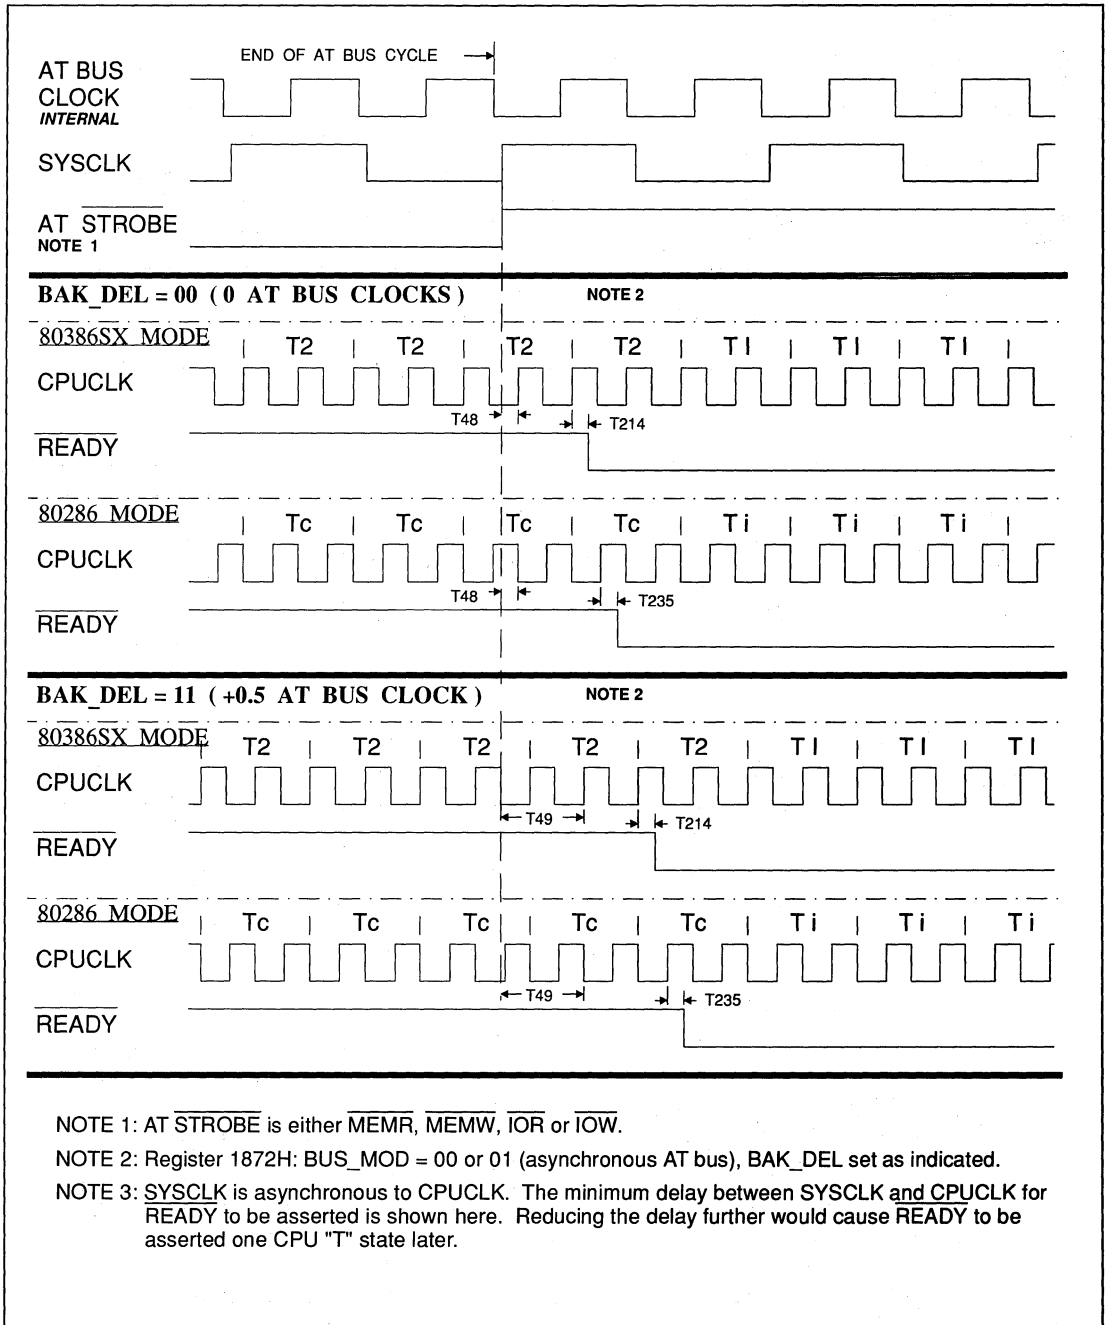 END OF AT BUS CYCLE
AT BUS
CLOCK
INTERNAL
SYSCLK
AT STROBE
NOTE 1
BAK_DEL = 00 ( 0 AT BUS CLOCKS ) NOTE 2
80386SX MODE
| T2 | T2 | T2 | T2 | T I | T I | T I |
CPUCLK
T48 T214
READY
80286 MODE
| Tc | Tc | Tc | Tc | T i | T i | T i |
CPUCLK
T48 T235
READY
BAK_DEL = 11 ( +0.5 AT BUS CLOCK ) NOTE 2
80386SX MODE
| T2 | T2 | T2 | T2 | T2 | T I | T I | T I
CPUCLK
T49 T214
READY
80286 MODE
| Tc | Tc | Tc | Tc | Tc | T i | T i | T i
CPUCLK
T49 T235
READY
NOTE 1: AT STROBE is either MEMR, MEMW, IOR or IOW.
NOTE 2: Register 1872H: BUS_MOD = 00 or 01 (asynchronous AT bus), BAK_DEL set as indicated.
NOTE 3: SYSCLK is asynchronous to CPUCLK. The minimum delay between SYSCLK and CPUCLK for
READY to be asserted is shown here. Reducing the delay further would cause READY to be
asserted one CPU "T" state later.